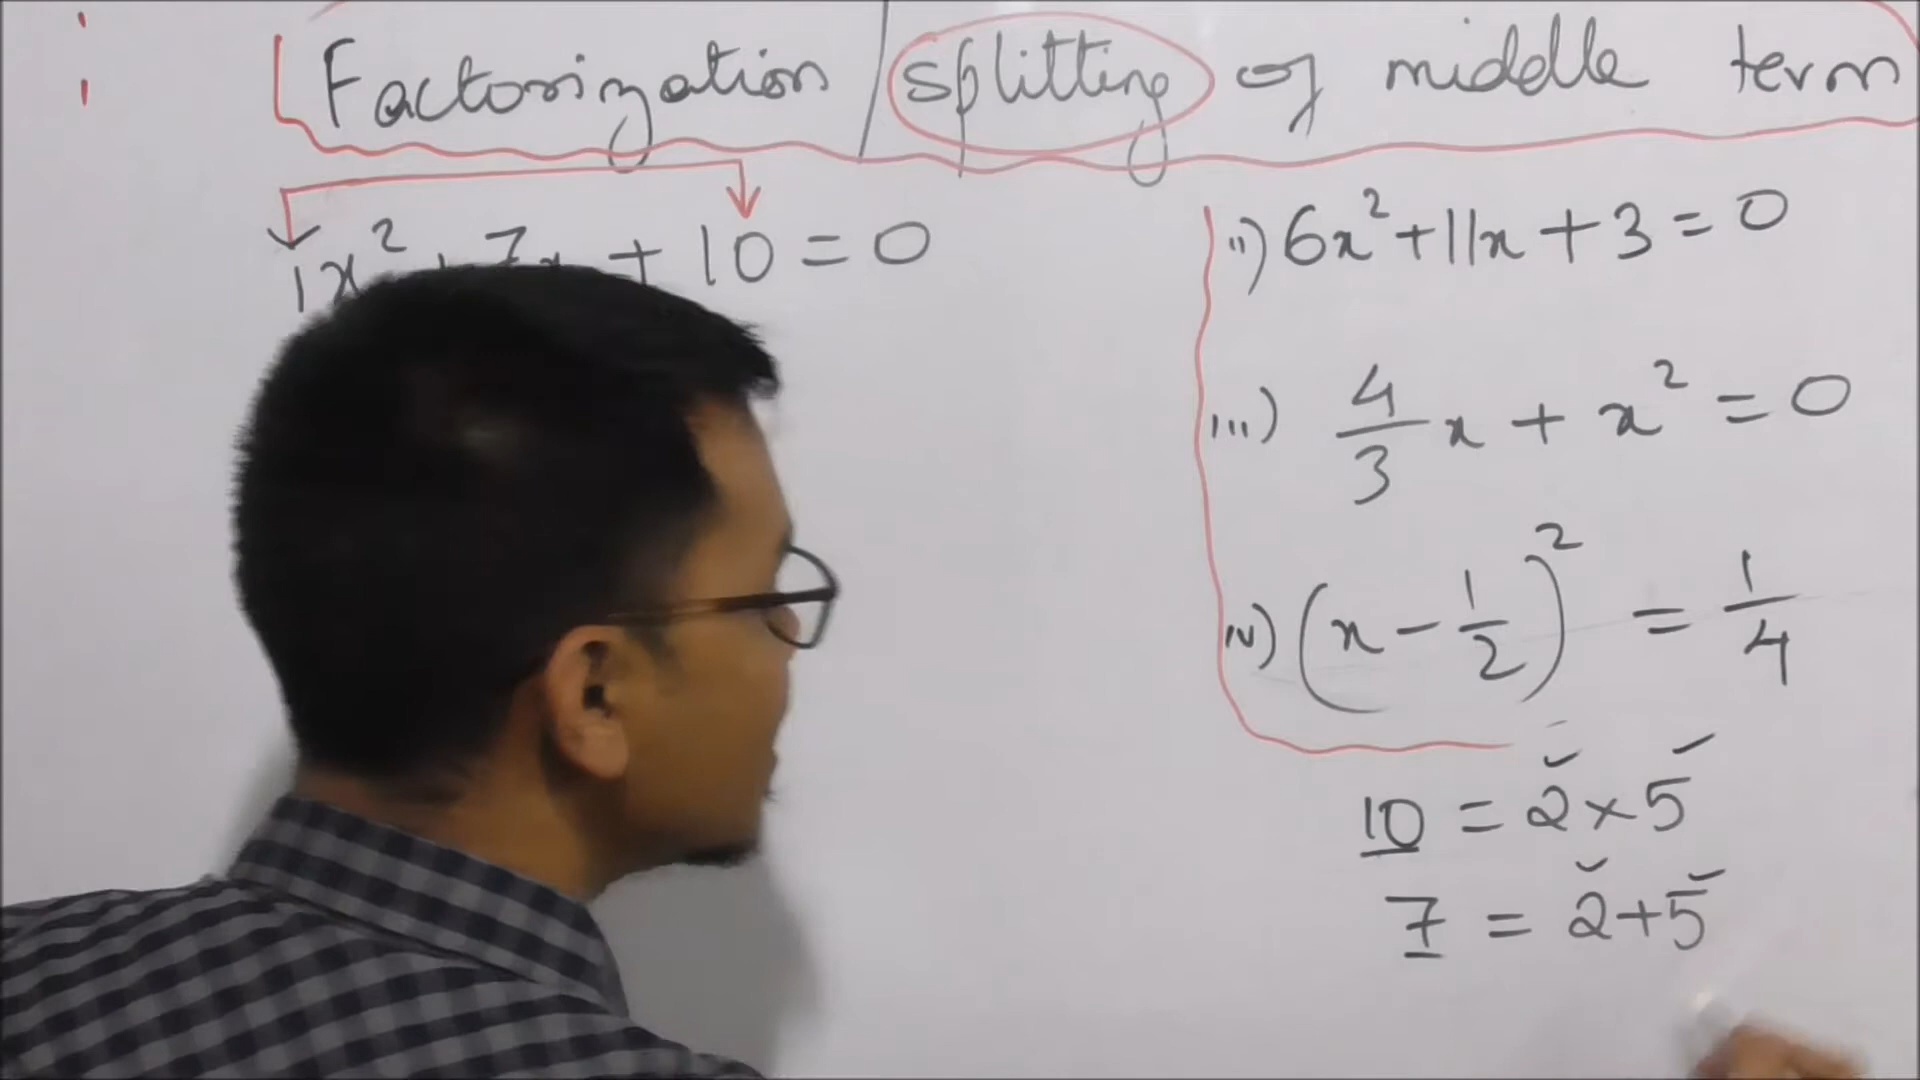 Factorization / splitting of middle term
1x² + 7x + 10 = 0
ii) 6x² + 11x + 3 = 0
iii) 4/3 x + x² = 0
iv) (x - 1/2)² = 1/4
10 = 2 × 5
7 = 2 + 5